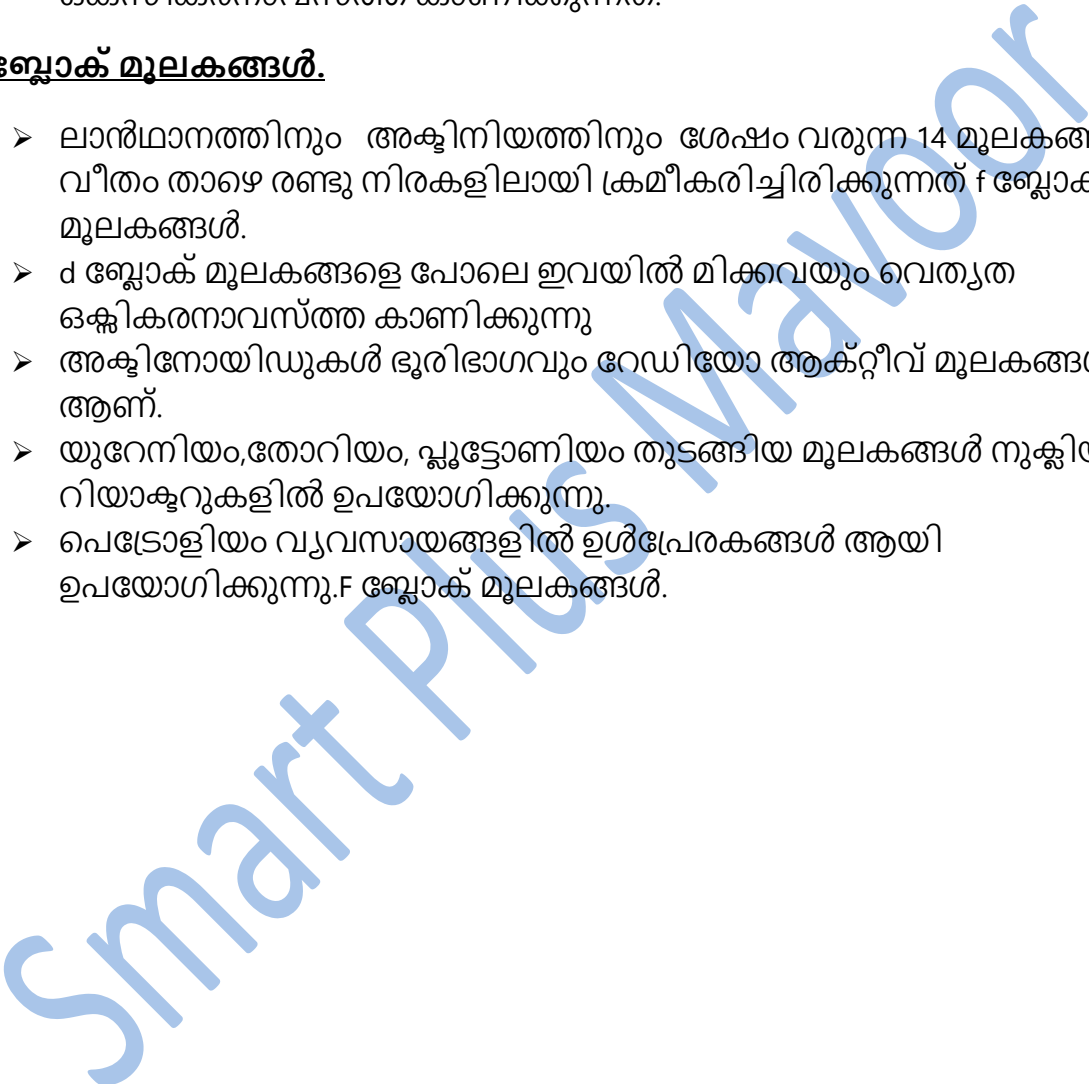 ബ്ലോക് മൂലകങ്ങൾ.
➢ ലാൻഥാനത്തിനും അക്ടിനിയത്തിനും ശേഷം വരുന്ന 14
വീതം താഴെ രണ്ടു നിരകളിലായി ക്രമീകരിച്ചിരിക്കുന്നത് f
മൂലകങ്ങൾ.
➢ d ബ്ലോക് മൂലകങ്ങളെ പോലെ ഇവയിൽ മിക്കവയും വെത്യത
ഒക്സികരനാവസ്ത്ത കാണിക്കുന്നു
➢ അക്ടിനോയിഡുകൾ ഭൂരിഭാഗവും റേഡിയോ ആക്റ്റീവ്
ആണ്.
➢ യുറേനിയം,തോറിയം, പ്ലൂട്ടോണിയം തുടങ്ങിയ മൂലകങ്ങൾ
റിയാക്ടറുകളിൽ ഉപയോഗിക്കുന്നു.
➢ പെട്രോളിയം വ്യവസായങ്ങളിൽ ഉൾപ്രേരകങ്ങൾ ആയി
ഉപയോഗിക്കുന്നു.F ബ്ലോക് മൂലകങ്ങൾ.
Smart Plus Mavoor